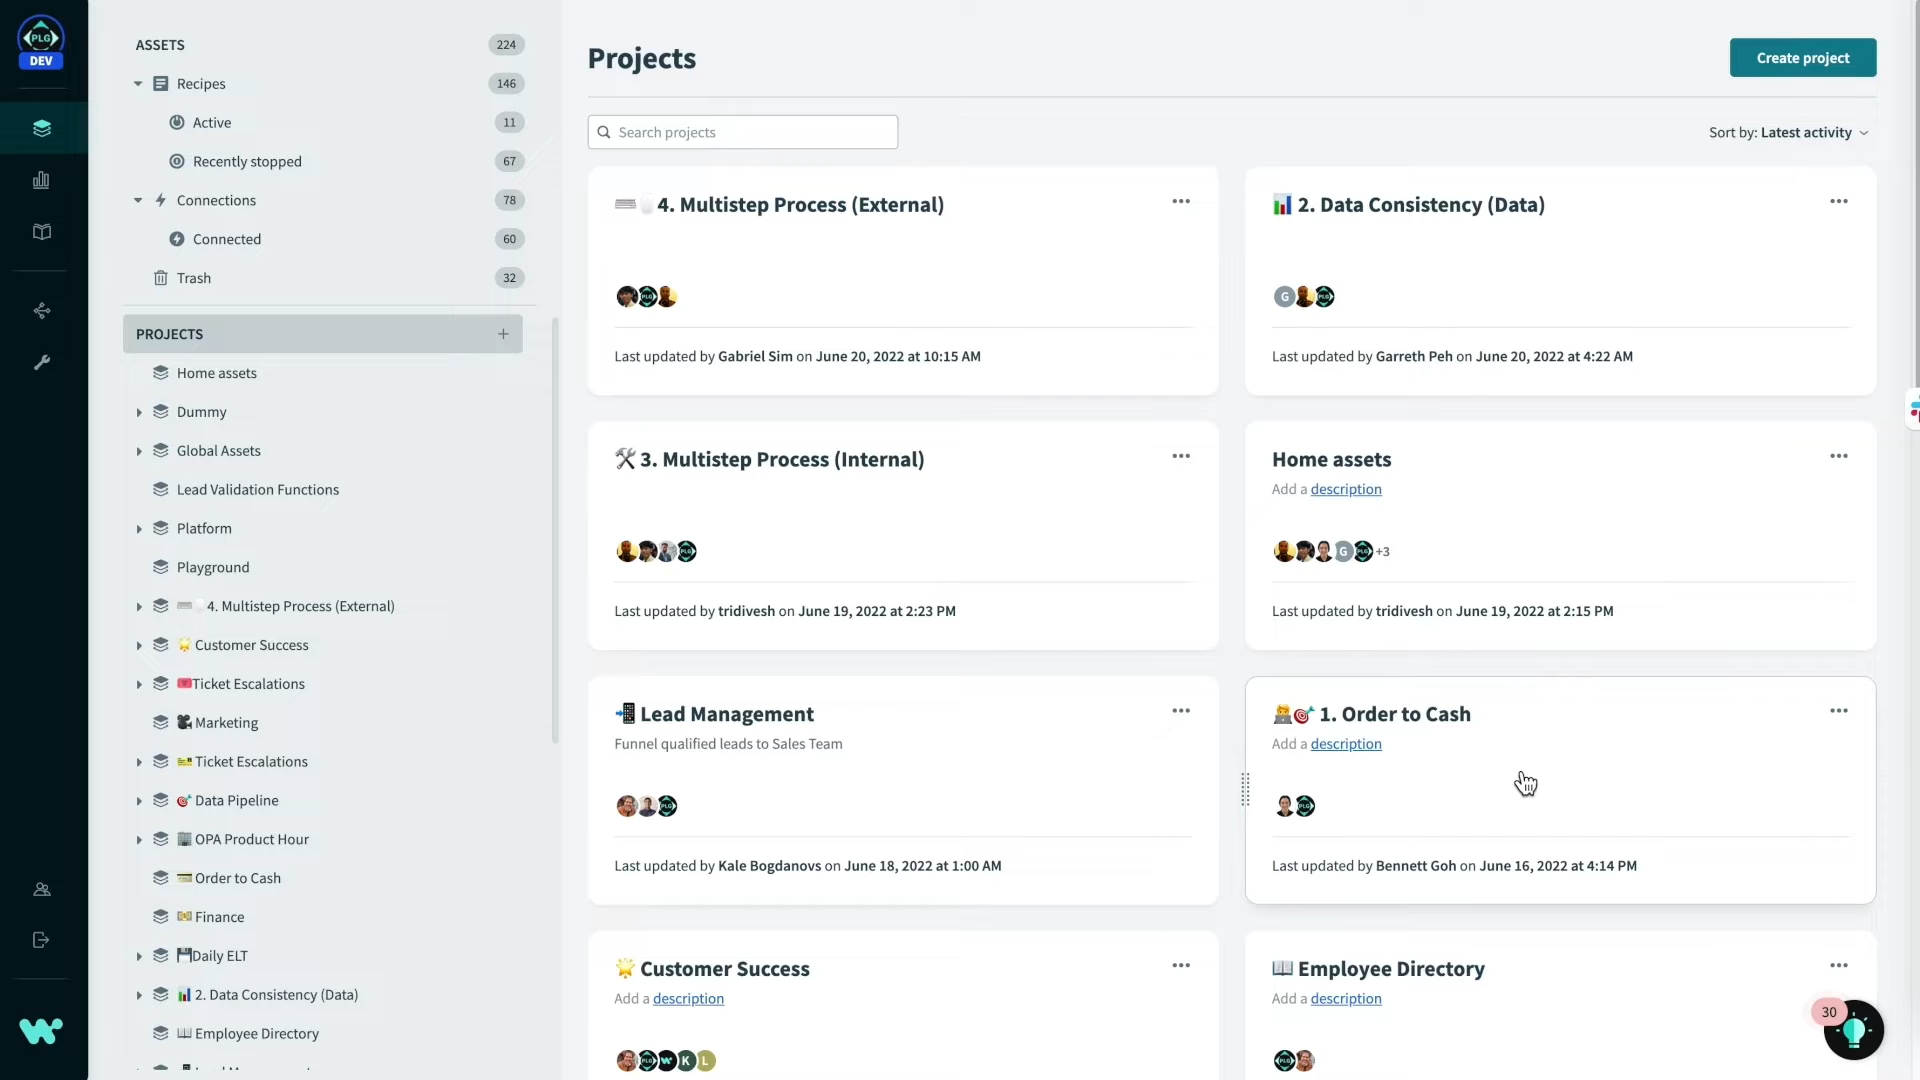 PLG
DEV
ASSETS 224
Recipes 146
Active 11
Recently stopped 67
Connections 78
Connected 60
Trash 32
PROJECTS +
Home assets
Dummy
Global Assets
Lead Validation Functions
Platform
Playground
4. Multistep Process (External)
Customer Success
Ticket Escalations
Marketing
Ticket Escalations
Data Pipeline
OPA Product Hour
Order to Cash
Finance
Daily ELT
2. Data Consistency (Data)
Employee Directory
Projects
Create project
Search projects
Sort by: Latest activity
4. Multistep Process (External)
PLG
Last updated by Gabriel Sim on June 20, 2022 at 10:15 AM
2. Data Consistency (Data)
G PLG
Last updated by Garreth Peh on June 20, 2022 at 4:22 AM
3. Multistep Process (Internal)
PLG
Last updated by tridivesh on June 19, 2022 at 2:23 PM
Home assets
Add a description
G PLG +3
Last updated by tridivesh on June 19, 2022 at 2:15 PM
Lead Management
Funnel qualified leads to Sales Team
PLG
Last updated by Kale Bogdanovs on June 18, 2022 at 1:00 AM
1. Order to Cash
Add a description
PLG
Last updated by Bennett Goh on June 16, 2022 at 4:14 PM
Customer Success
Add a description
PLG K L
Employee Directory
Add a description
PLG
30